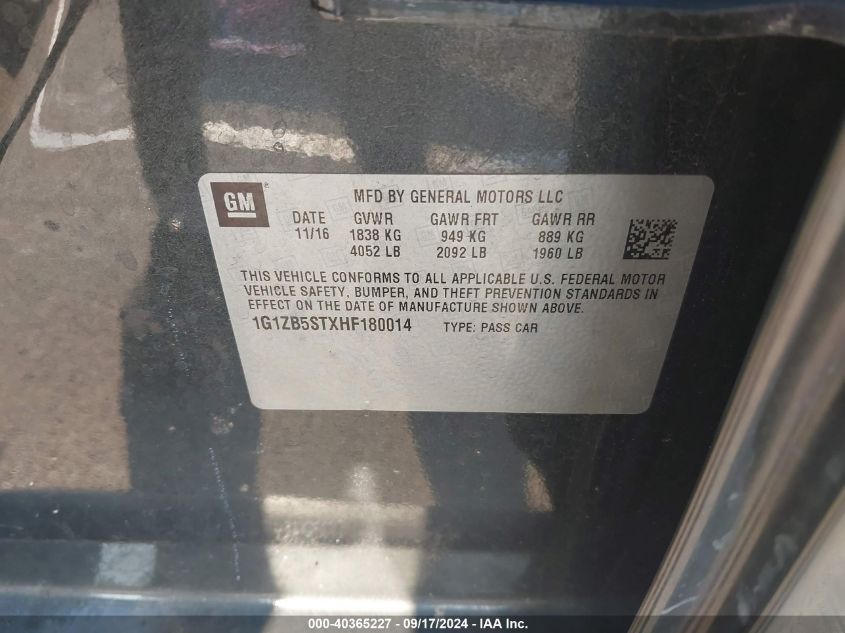 GM
MFD BY GENERAL MOTORS LLC
DATE GVWR GAWR FRT GAWR RR
11/16 1838 KG 949 KG 889 KG
4052 LB 2092 LB 1960 LB
THIS VEHICLE CONFORMS TO ALL APPLICABLE U.S. FEDERAL MOTOR
VEHICLE SAFETY, BUMPER, AND THEFT PREVENTION STANDARDS IN
EFFECT ON THE DATE OF MANUFACTURE SHOWN ABOVE.
1G1ZB5STXHF180014 TYPE: PASS CAR
000-40365227 - 09/17/2024 - IAA Inc.